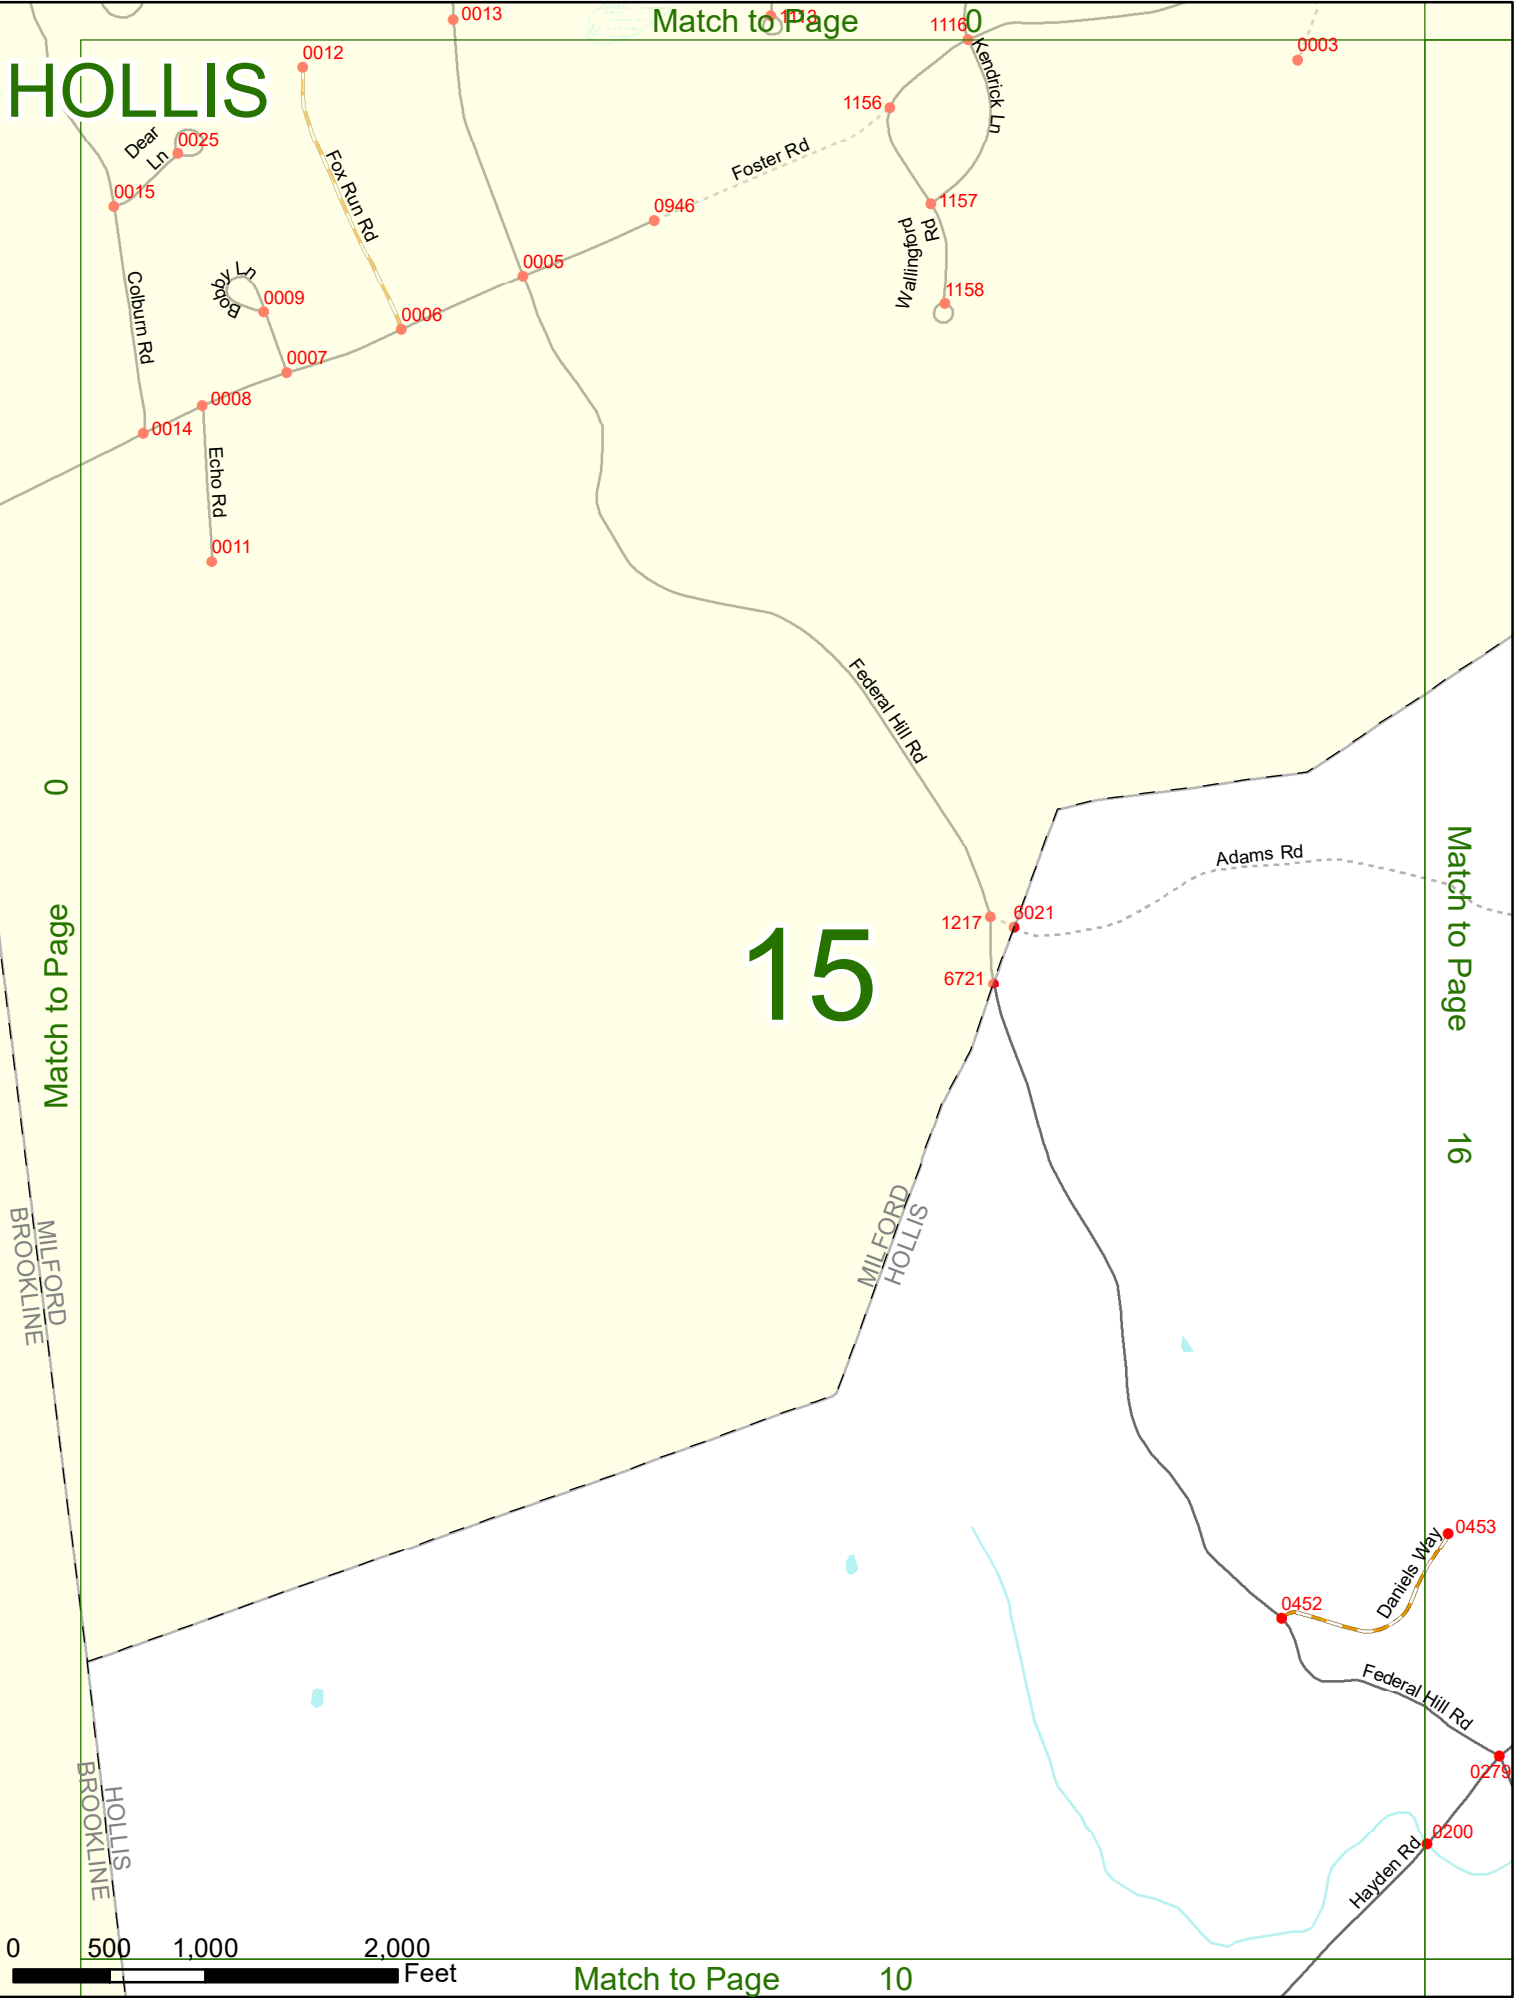 0013
1113
Match to Page 0
1116
0003
0012
HOLLIS
Kendrick Ln
1156
Dear Ln
0025
Foster Rd
Fox Run Rd
0015
0946
1157
Wallingford Rd
0005
Colburn Rd
Bobby Ln
0009
1158
0006
0007
0008
0014
Echo Rd
0011
Federal Hill Rd
Match to Page 0
Adams Rd
Match to Page 16
1217
6021
15
6721
MILFORD
BROOKLINE
MILFORD
HOLLIS
0453
Daniels Way
0452
Federal Hill Rd
0279
HOLLIS
BROOKLINE
0200
Hayden Rd
0 500 1,000 2,000
Feet
Match to Page 10